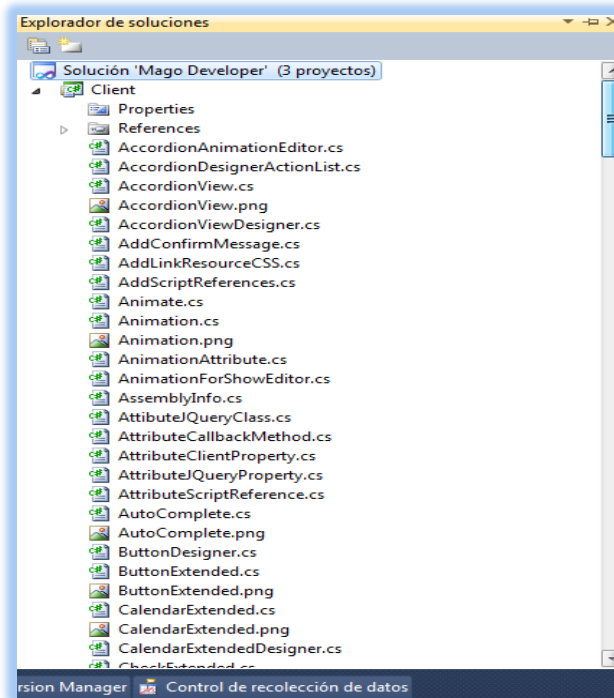 Explorador de soluciones
Solución 'Mago Developer' (3 proyectos)
Client
Properties
References
AccordionAnimationEditor.cs
AccordionDesignerActionList.cs
AccordionView.cs
AccordionView.png
AccordionViewDesigner.cs
AddConfirmMessage.cs
AddLinkResourceCSS.cs
AddScriptReferences.cs
Animate.cs
Animation.cs
Animation.png
AnimationAttribute.cs
AnimationForShowEditor.cs
AssemblyInfo.cs
AttibuteJQueryClass.cs
AttributeCallbackMethod.cs
AttributeClientProperty.cs
AttributeJQueryProperty.cs
AttributeScriptReference.cs
AutoComplete.cs
AutoComplete.png
ButtonDesigner.cs
ButtonExtended.cs
ButtonExtended.png
CalendarExtended.cs
CalendarExtended.png
CalendarExtendedDesigner.cs
CheckExtended.cs
rsion Manager Control de recolección de datos